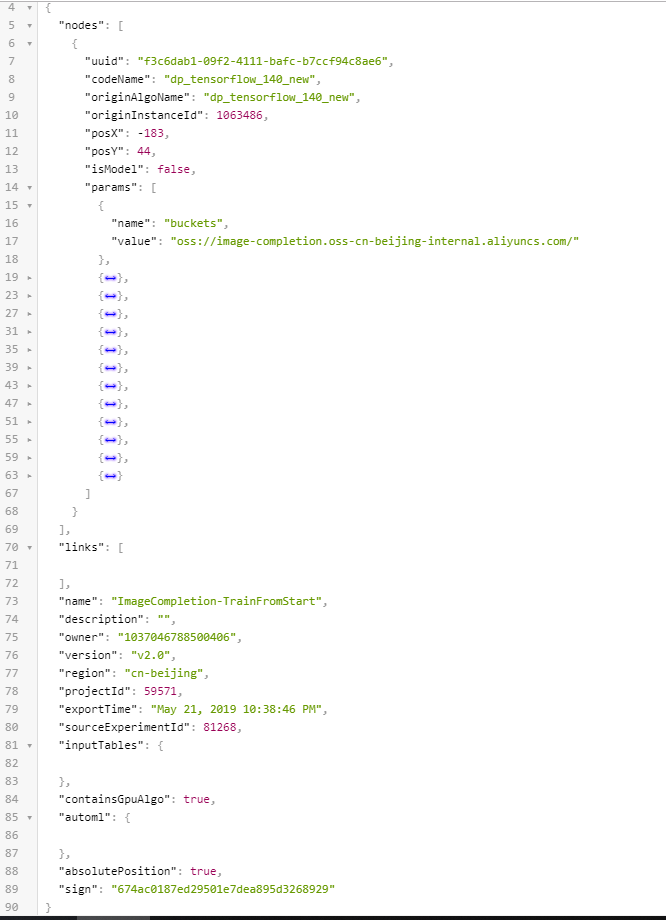 4 {
5 "nodes": [
6 {
7 "uuid": "f3c6dab1-09f2-4111-bafc-b7ccf94c8ae6",
8 "codeName": "dp_tensorflow_140_new",
9 "originAlgoName": "dp_tensorflow_140_new",
10 "originInstanceId": 1063486,
11 "posX": -183,
12 "posY": 44,
13 "isModel": false,
14 "params": [
15 {
16 "name": "buckets",
17 "value": "oss://image-completion.oss-cn-beijing-internal.aliyuncs.com/"
18 },
19 {↔},
23 {↔},
27 {↔},
31 {↔},
35 {↔},
39 {↔},
43 {↔},
47 {↔},
51 {↔},
55 {↔},
59 {↔},
63 {↔}
67 ]
68 }
69 ],
70 "links": [
71
72 ],
73 "name": "ImageCompletion-TrainFromStart",
74 "description": "",
75 "owner": "1037046788500406",
76 "version": "v2.0",
77 "region": "cn-beijing",
78 "projectId": 59571,
79 "exportTime": "May 21, 2019 10:38:46 PM",
80 "sourceExperimentId": 81268,
81 "inputTables": {
82
83 },
84 "containsGpuAlgo": true,
85 "automl": {
86
87 },
88 "absolutePosition": true,
89 "sign": "674ac0187ed29501e7dea895d3268929"
90 }